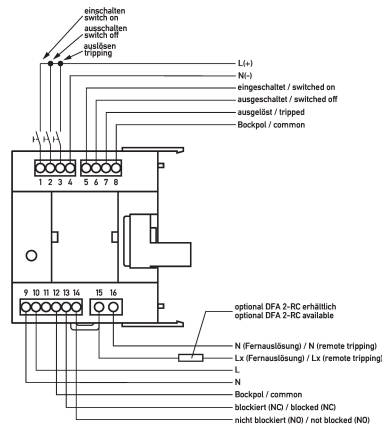 einschalten
switch on
ausschalten
switch off
auslösen
tripping
L(+)
N(-)
eingeschaltet / switched on
ausgeschaltet / switched off
ausgelöst / tripped
Bockpol / common
1 2 3 4 5 6 7 8
9 10 11 12 13 14 15 16
optional DFA 2-RC erhältlich
optional DFA 2-RC available
N (Fernauslösung) / N (remote tripping)
Lx (Fernauslösung) / Lx (remote tripping)
L
N
Bockpol / common
blockiert (NC) / blocked (NC)
nicht blockiert (NO) / not blocked (NO)